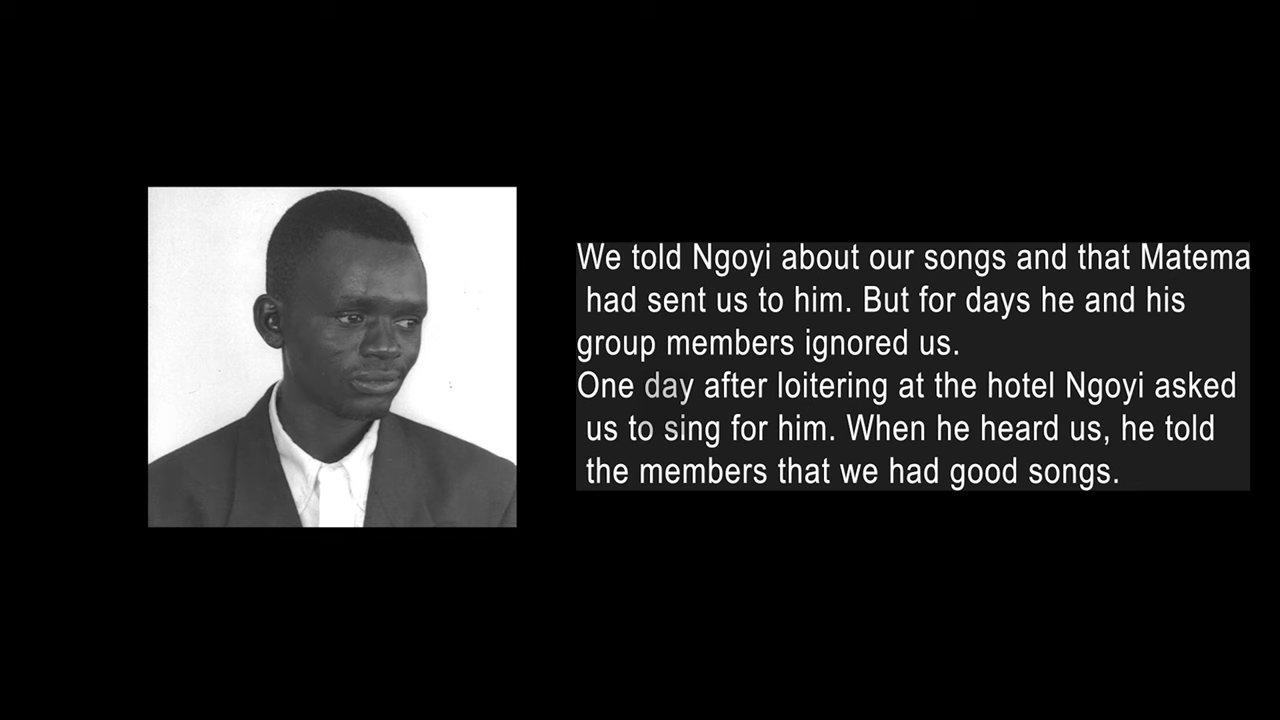 We told Ngoyi about our songs and that Matema
had sent us to him. But for days he and his
group members ignored us.
One day after loitering at the hotel Ngoyi asked
us to sing for him. When he heard us, he told
the members that we had good songs.